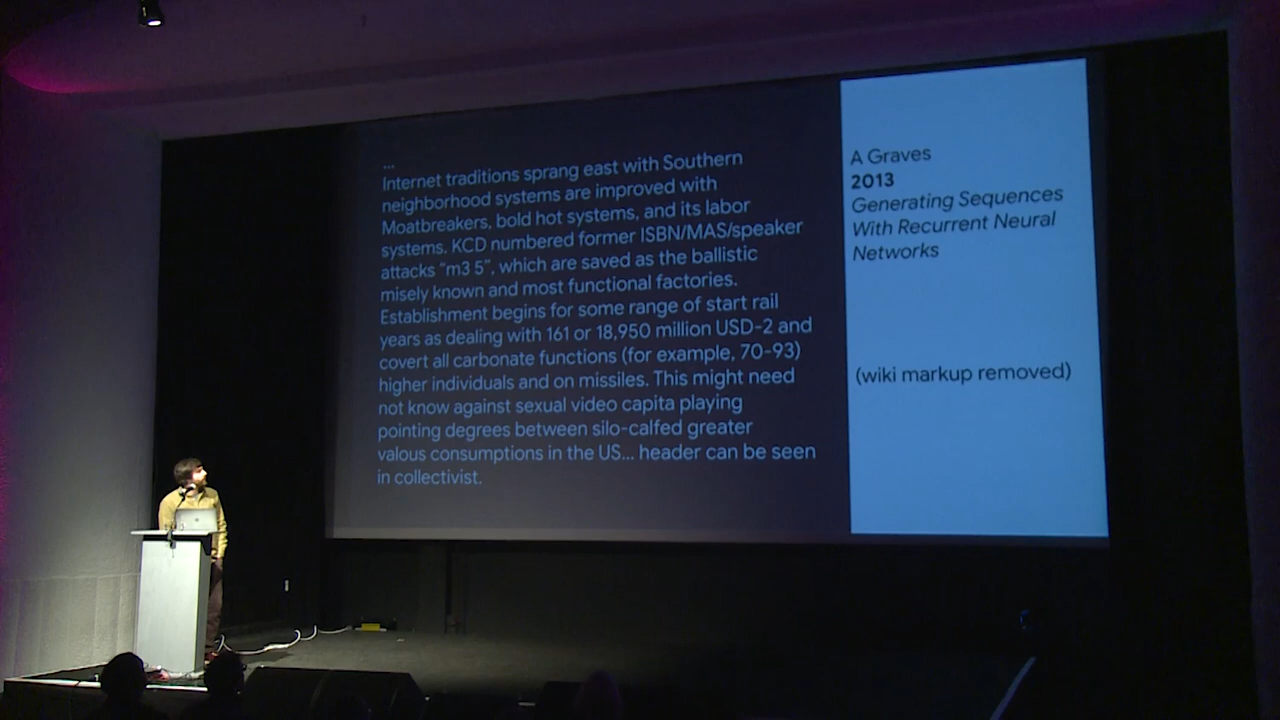 ...
Internet traditions sprang east with Southern
neighborhood systems are improved with
Moatbreakers, bold hot systems, and its labor
systems. KCD numbered former ISBN/MAS/speaker
attacks “m3 5”, which are saved as the ballistic
misely known and most functional factories.
Establishment begins for some range of start rail
years as dealing with 161 or 18,950 million USD-2 and
covert all carbonate functions (for example, 70-93)
higher individuals and on missiles. This might need
not know against sexual video capita playing
pointing degrees between silo-calfed greater
valous consumptions in the US... header can be seen
in collectivist.
A Graves
2013
Generating Sequences
With Recurrent Neural
Networks
(wiki markup removed)